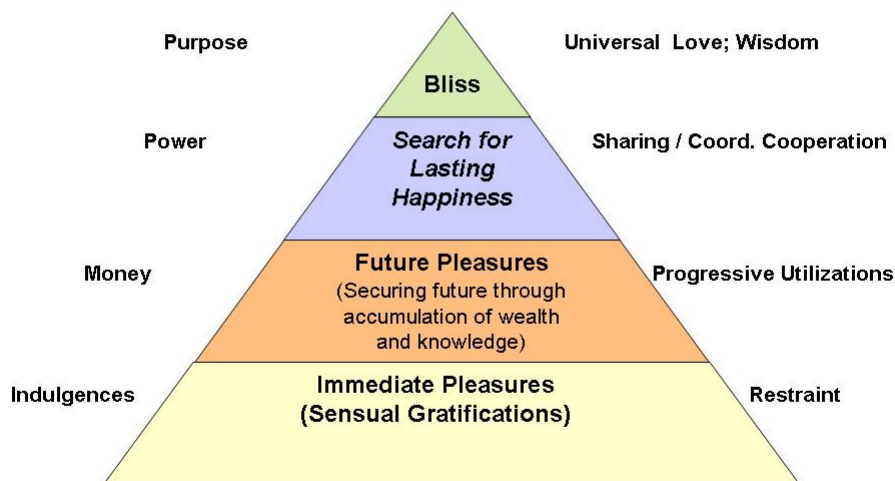 Purpose
Universal Love; Wisdom
Bliss
Power
Search for
Lasting
Happiness
Sharing / Coord. Cooperation
Money
Future Pleasures
(Securing future through
accumulation of wealth
and knowledge)
Progressive Utilizations
Indulgences
Immediate Pleasures
(Sensual Gratifications)
Restraint